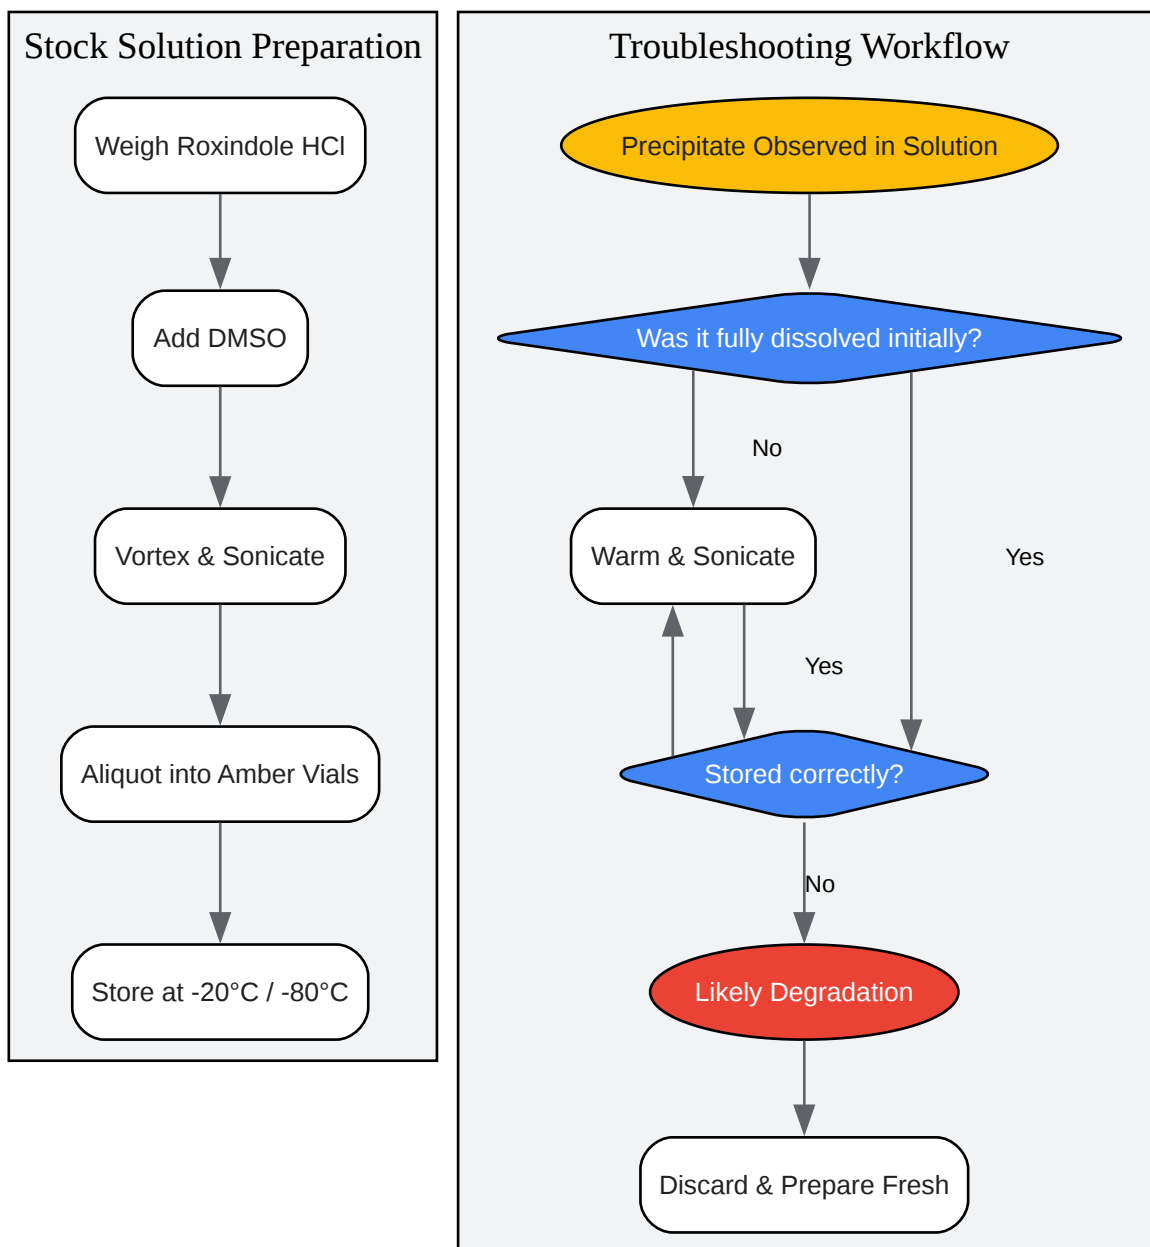 Stock Solution Preparation
Weigh Roxindole HCl
Add DMSO
Vortex & Sonicate
Aliquot into Amber Vials
Store at -20°C / -80°C
Troubleshooting Workflow
Precipitate Observed in Solution
Was it fully dissolved initially?
No
Warm & Sonicate
Yes
Yes
Stored correctly?
No
Likely Degradation
Discard & Prepare Fresh